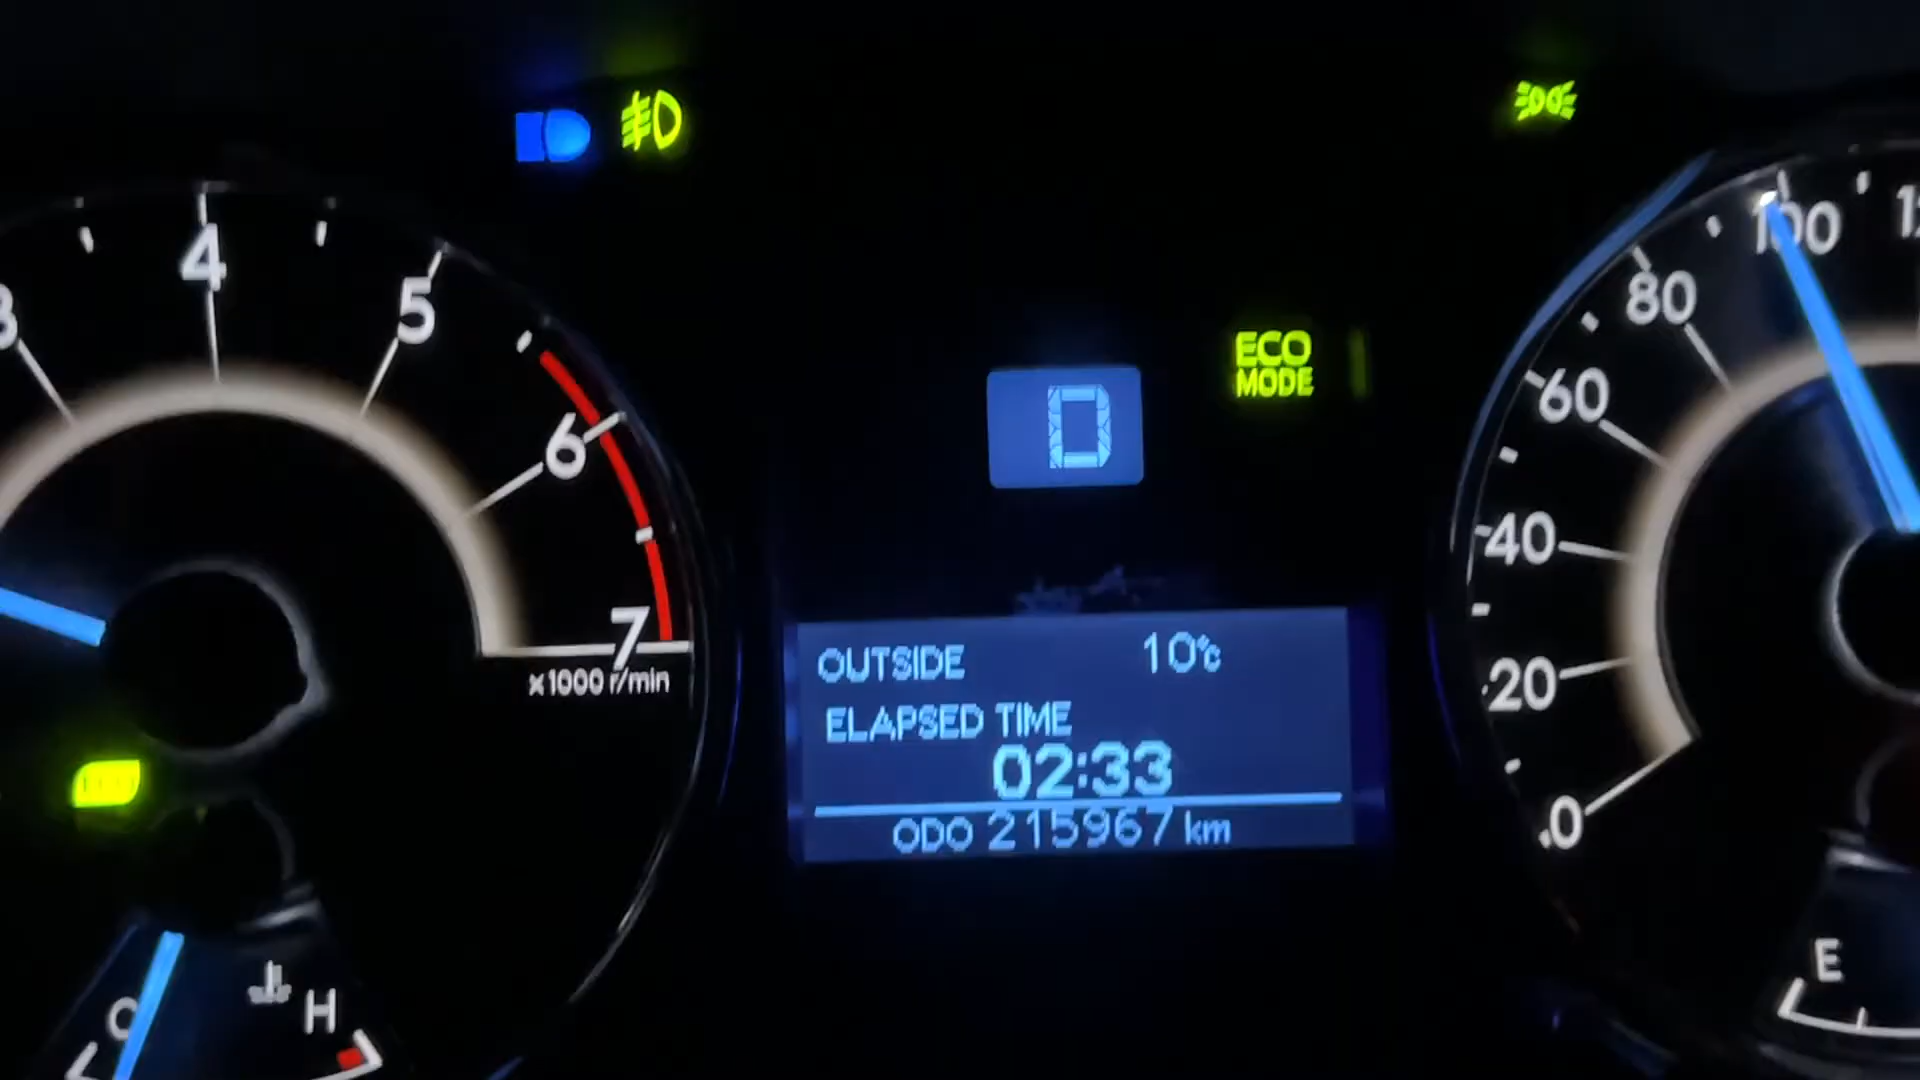 3
4
5
6
7
x1000 r/min
C
H
D
ECO
MODE
OUTSIDE 10°C
ELAPSED TIME
02:33
ODO 215967 km
0
20
40
60
80
100
E